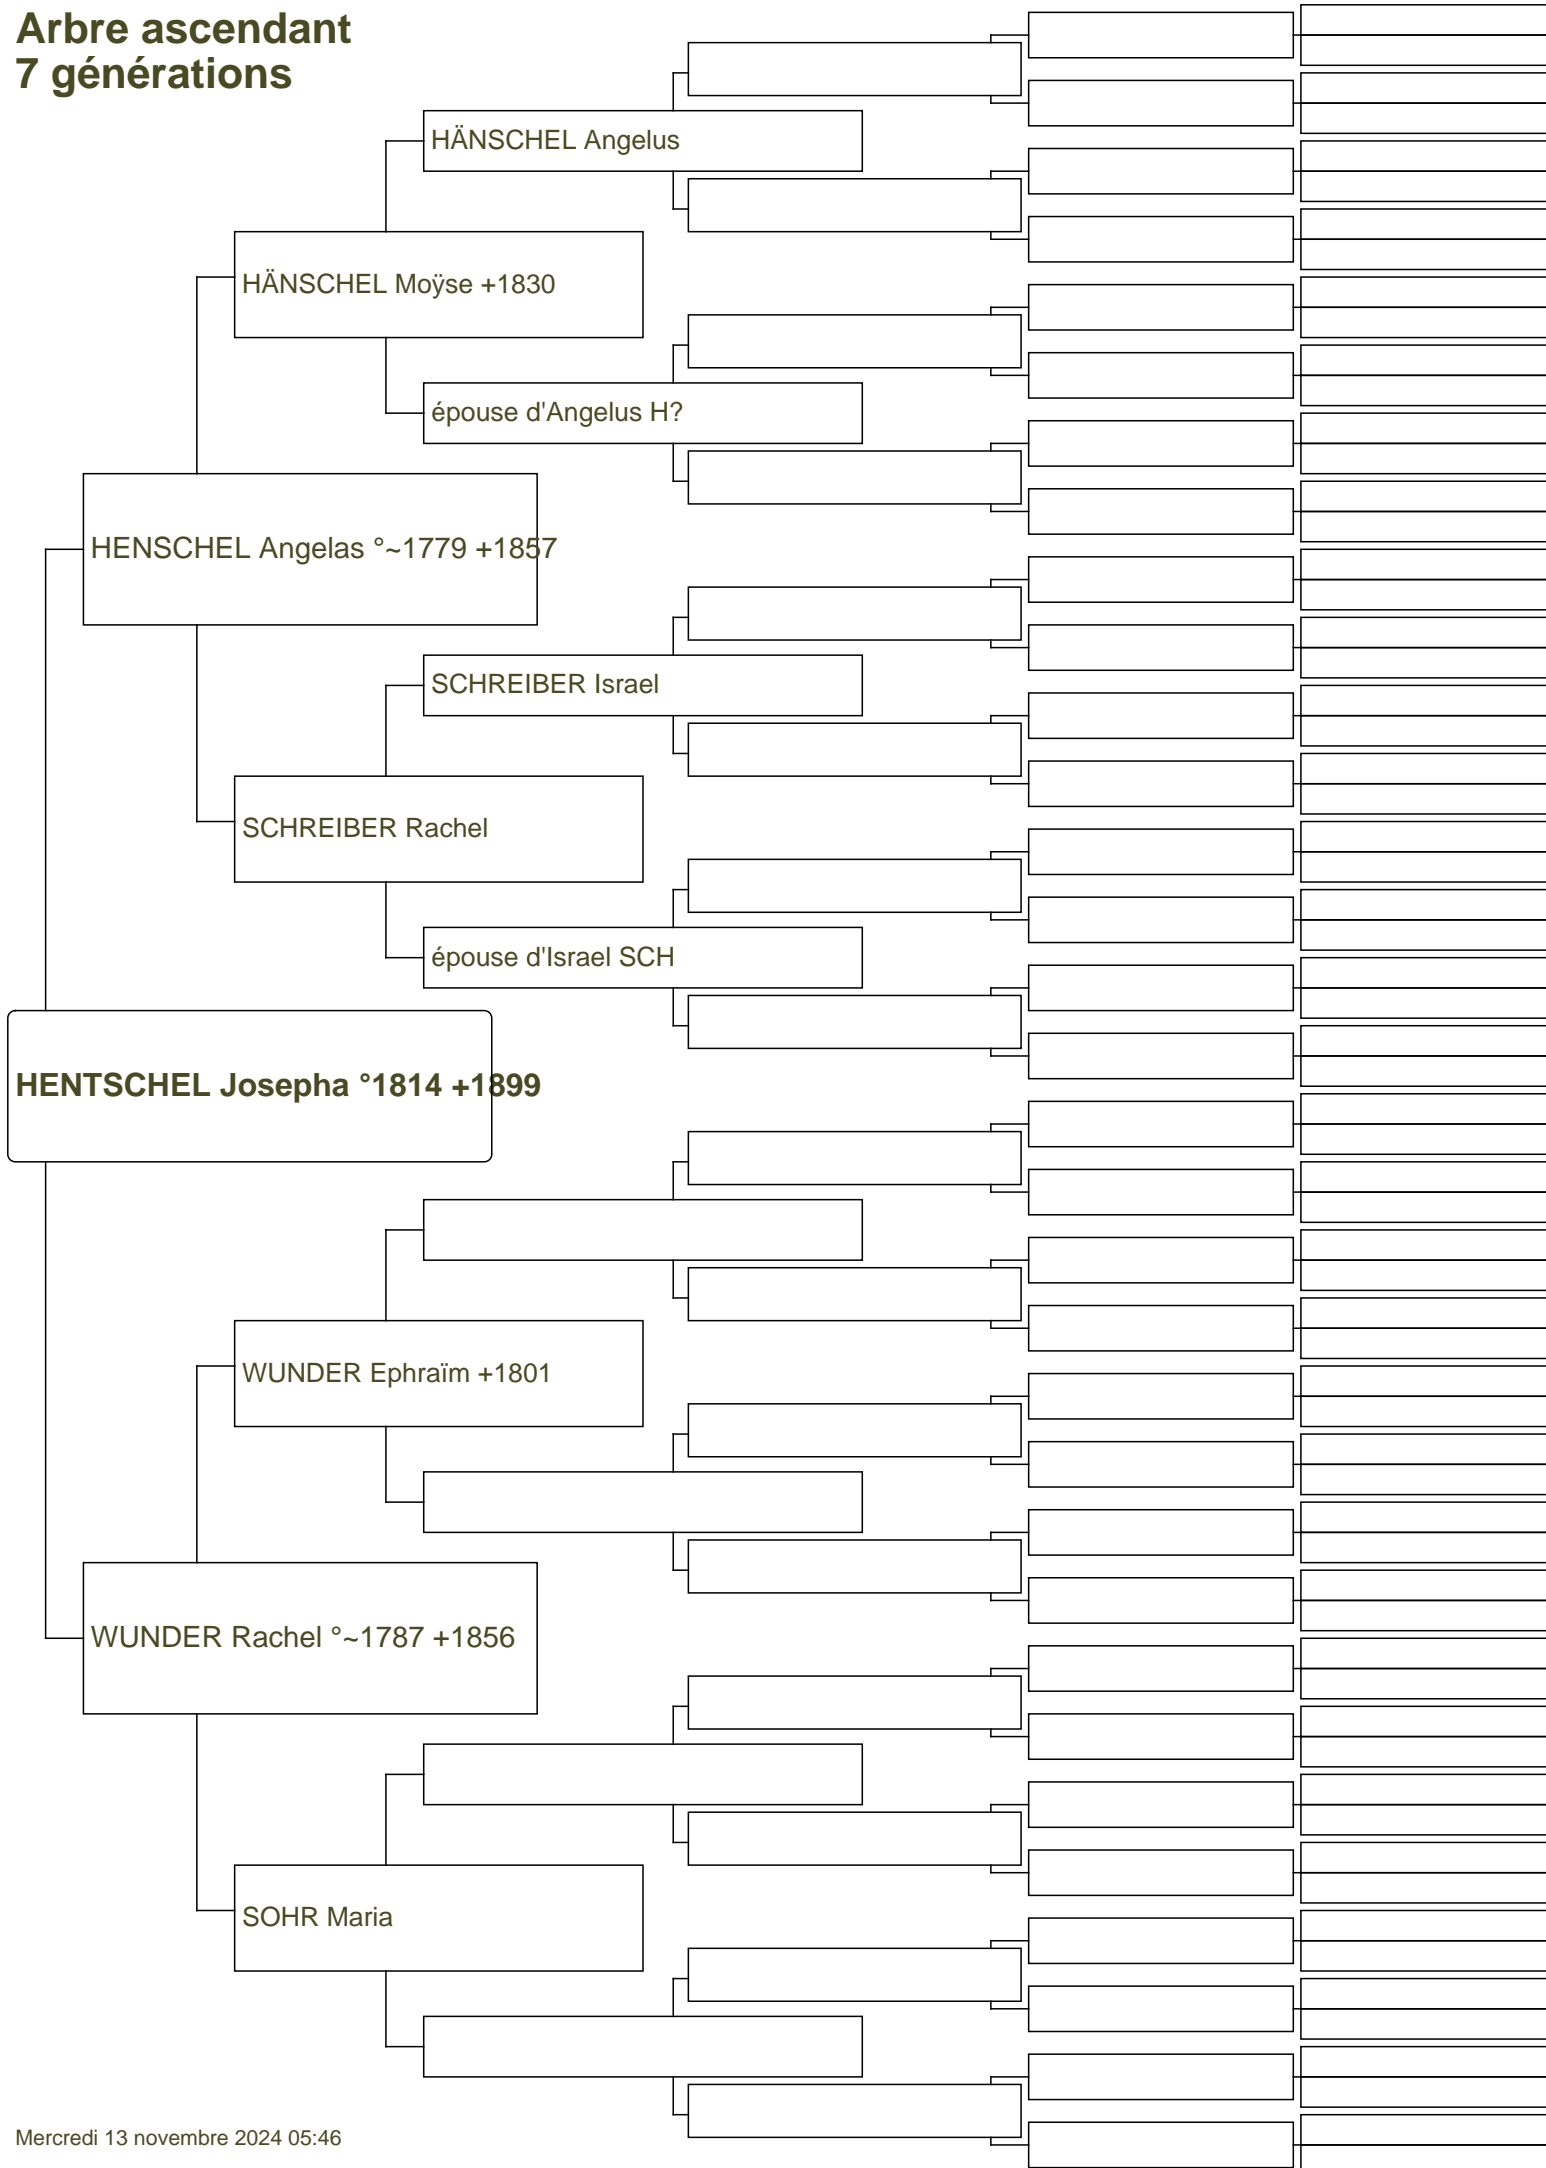 Arbre ascendant
7 générations
HÄNSCHEL Angelus
HÄNSCHEL Moÿse +1830
épouse d'Angelus H?
HENSCHEL Angelas °~1779 +1857
SCHREIBER Israel
SCHREIBER Rachel
épouse d'Israel SCH
HENTSCHEL Josepha °1814 +1899
WUNDER Ephraïm +1801
WUNDER Rachel °~1787 +1856
SOHR Maria
Mercredi 13 novembre 2024 05:46